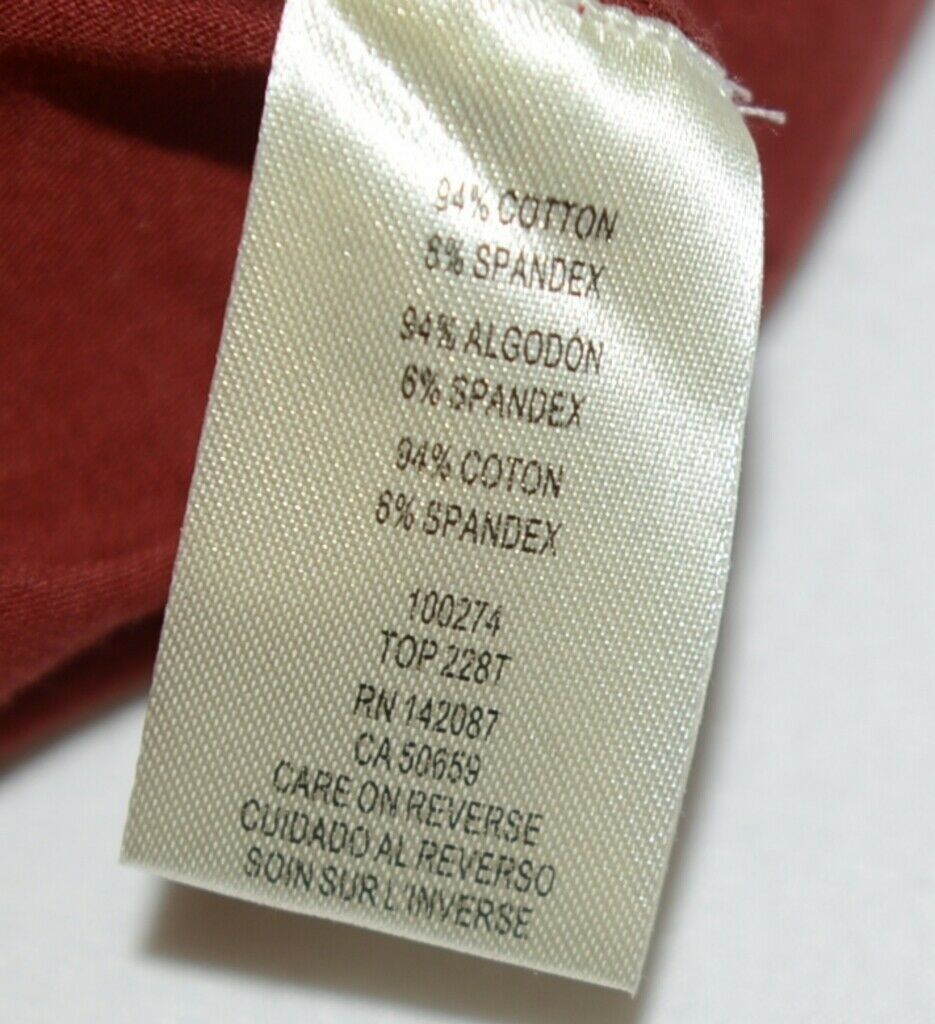 94% COTTON
6% SPANDEX
94% ALGODÓN
6% SPANDEX
94% COTON
6% SPANDEX
100274
TOP 228T
RN 142087
CA 50659
CARE ON REVERSE
CUIDADO AL REVERSO
SOIN SUR L'INVERSE